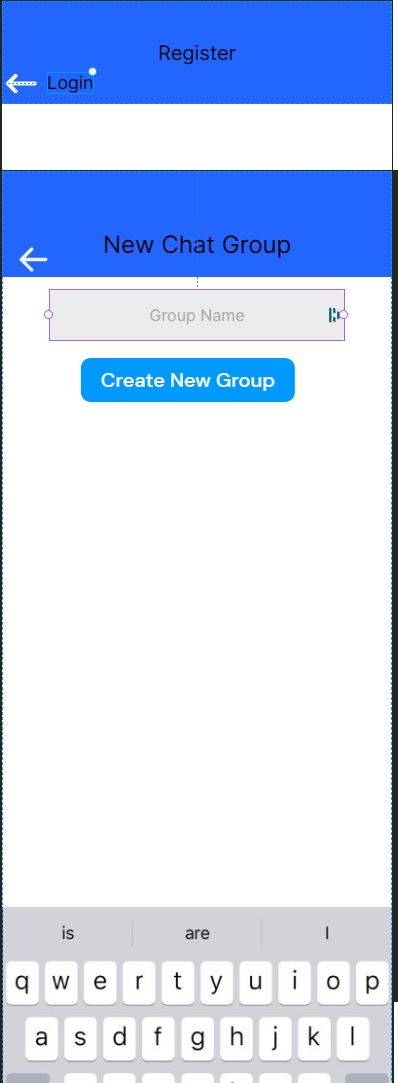 Register
Login
New Chat Group
Group Name
Create New Group
is are I
q w e r t y u i o p
a s d f g h j k l